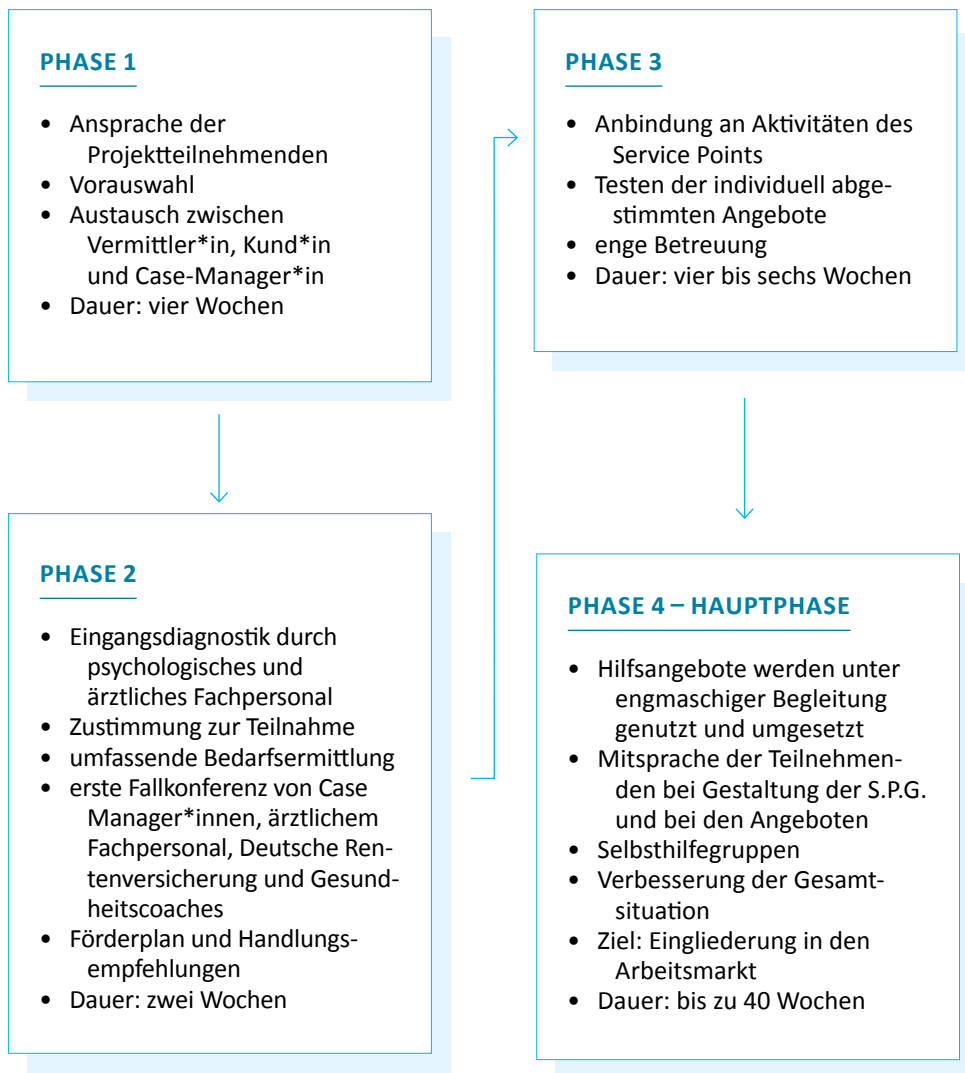 PHASE 1
• Ansprache der
Projektteilnehmenden
• Vorauswahl
• Austausch zwischen
Vermittler*in, Kund*in
und Case-Manager*in
• Dauer: vier Wochen
PHASE 2
• Eingangsdiagnostik durch
psychologisches und
ärztliches Fachpersonal
• Zustimmung zur Teilnahme
• umfassende Bedarfsermittlung
• erste Fallkonferenz von Case
Manager*innen, ärztlichem
Fachpersonal, Deutsche Ren-
tenversicherung und Gesund-
heitscoaches
• Förderplan und Handlungs-
empfehlungen
• Dauer: zwei Wochen
PHASE 3
• Anbindung an Aktivitäten des
Service Points
• Testen der individuell abge-
stimmten Angebote
• enge Betreuung
• Dauer: vier bis sechs Wochen
PHASE 4 – HAUPTPHASE
• Hilfsangebote werden unter
engmaschiger Begleitung
genutzt und umgesetzt
• Mitsprache der Teilnehmen-
den bei Gestaltung der S.P.G.
und bei den Angeboten
• Selbsthilfegruppen
• Verbesserung der Gesamt-
situation
• Ziel: Eingliederung in den
Arbeitsmarkt
• Dauer: bis zu 40 Wochen